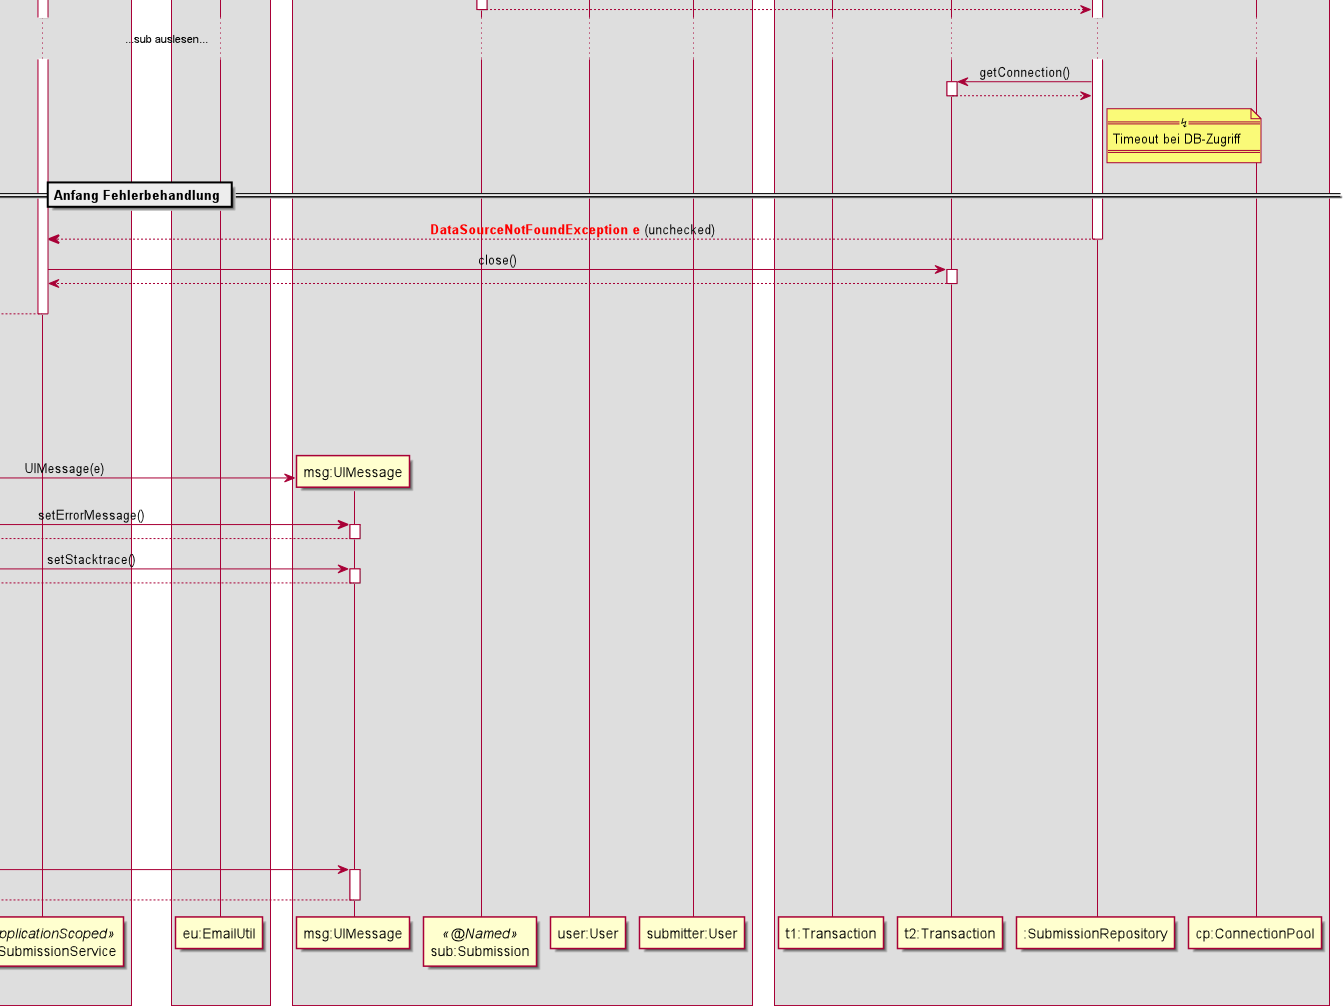 ...sub auslesen...
getConnection()
Timeout bei DB-Zugriff
Anfang Fehlerbehandlung
DataSourceNotFoundException e (unchecked)
close()
msg:UIMessage
UIMessage(e)
setErrorMessage()
setStacktrace()
pplicationScoped»
SubmissionService
eu:EmailUtil
msg:UIMessage
«@Named»
sub:Submission
user:User
submitter:User
t1:Transaction
t2:Transaction
:SubmissionRepository
cp:ConnectionPool